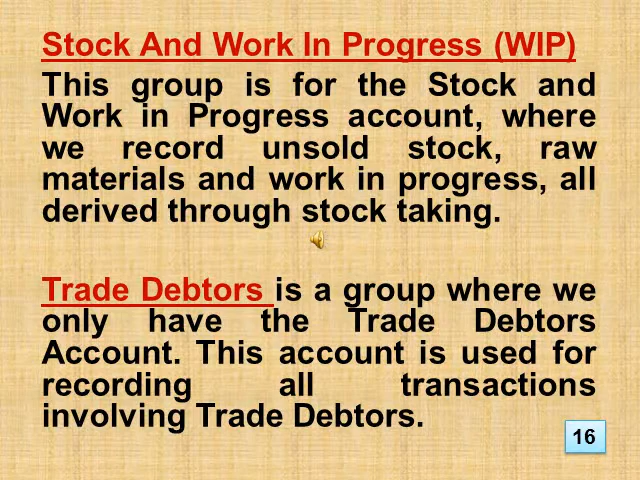 Stock And Work In Progress (WIP)
This group is for the Stock and
Work in Progress account, where
we record unsold stock, raw
materials and work in progress, all
derived through stock taking.
Trade Debtors is a group where we
only have the Trade Debtors
Account. This account is used for
recording all transactions
involving Trade Debtors.
16